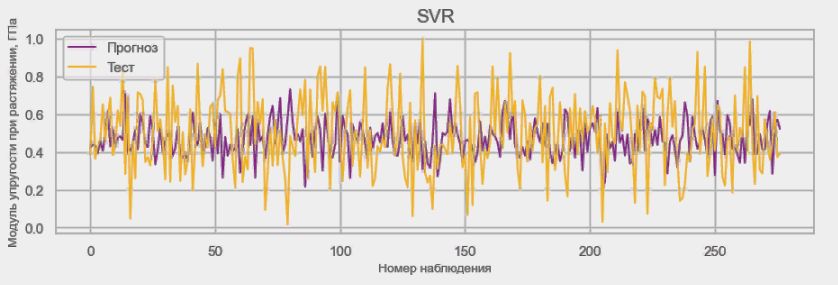 SVR
Модуль упругости при растяжении, ГПа
1.0
0.8
0.6
0.4
0.2
0.0
Прогноз
Тест
0 50 100 150 200 250
Номер наблюдения